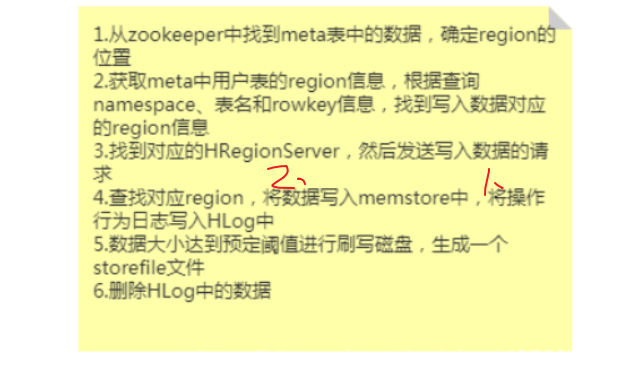 1.从zookeeper中找到meta表中的数据，确定region的
位置
2.获取meta中用户表的region信息，根据查询
namespace、表名和rowkey信息，找到写入数据对应
的region信息
3.找到对应的HRegionServer，然后发送写入数据的请
求
2、 1、
4.查找对应region，将数据写入memstore中，将操作
行为日志写入HLog中
5.数据大小达到预定阈值进行刷写磁盘，生成一个
storefile文件
6.删除HLog中的数据